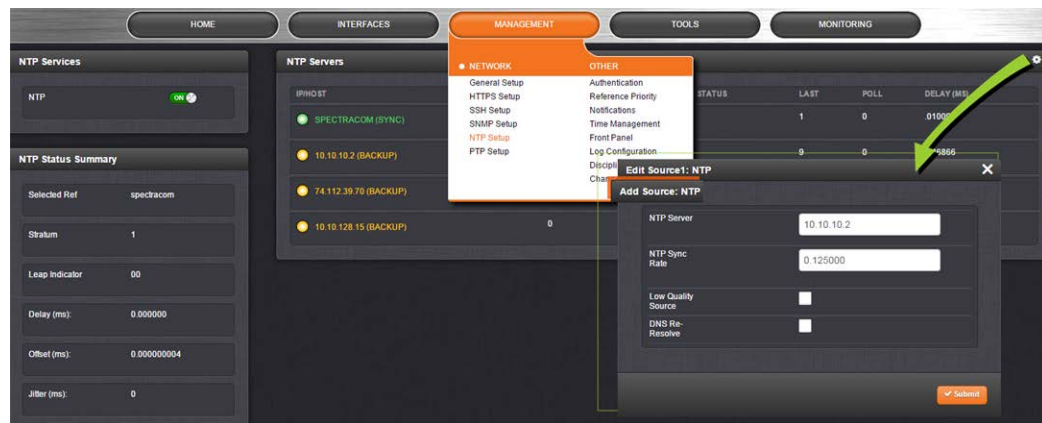 HOME INTERFACES MANAGEMENT TOOLS MONITORING
NTP Services
NTP ON
NTP Status Summary
Selected Ref spectracom
Stratum 1
Leap Indicator 00
Delay (ms): 0.000000
Offset (ms): 0.000000004
Jitter (ms): 0
NTP Servers
IP/HOST STATUS LAST POLL DELAY (MS)
SPECTRACOM (SYNC) 1 0
10.10.10.2 (BACKUP) 9 0
74.112.39.70 (BACKUP)
10.10.128.15 (BACKUP) 0
NETWORK
General Setup
HTTPS Setup
SSH Setup
SNMP Setup
NTP Setup
PTP Setup
OTHER
Authentication
Reference Priority
Notifications
Time Management
Front Panel
Log Configuration
Edit Source1: NTP
Add Source: NTP
NTP Server 10.10.10.2
NTP Sync
Rate 0.125000
Low Quality
Source
DNS Re-
Resolve
Submit